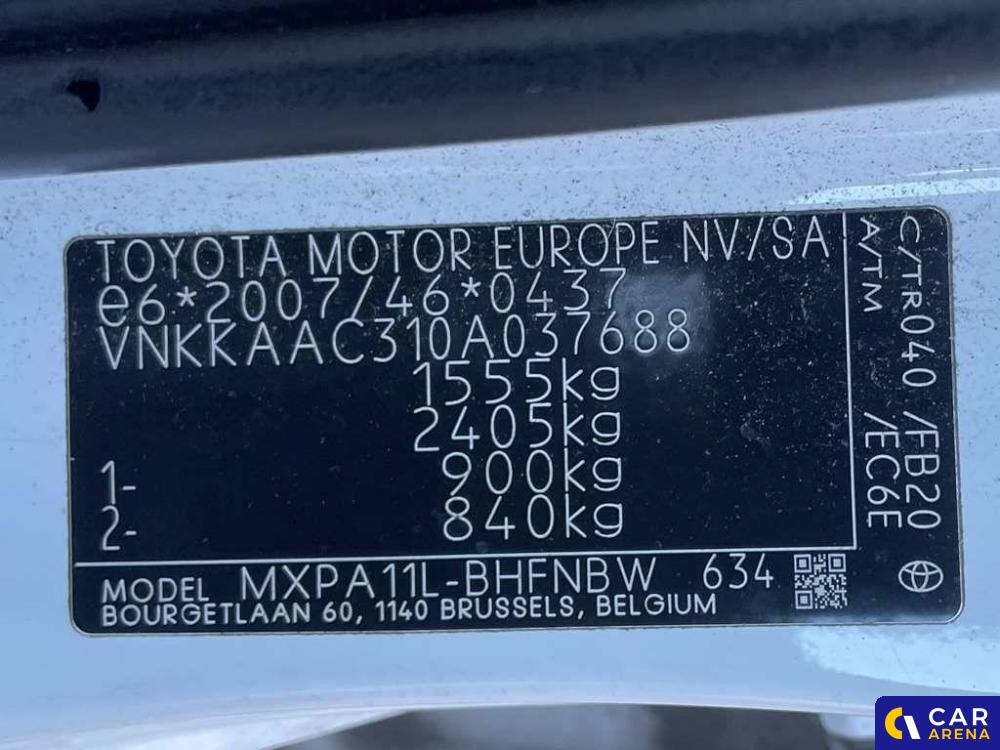 TOYOTA MOTOR EUROPE NV/SA
e6*2007/46*0437
VNKKAAC310A037688
1555kg
2405kg
1- 900kg
2- 840kg
MODEL MXPA11L-BHFNBW 634
BOURGETLAAN 60, 1140 BRUSSELS, BELGIUM
C/TR040 /FB20
A/TM /EC6E
CAR
ARENA